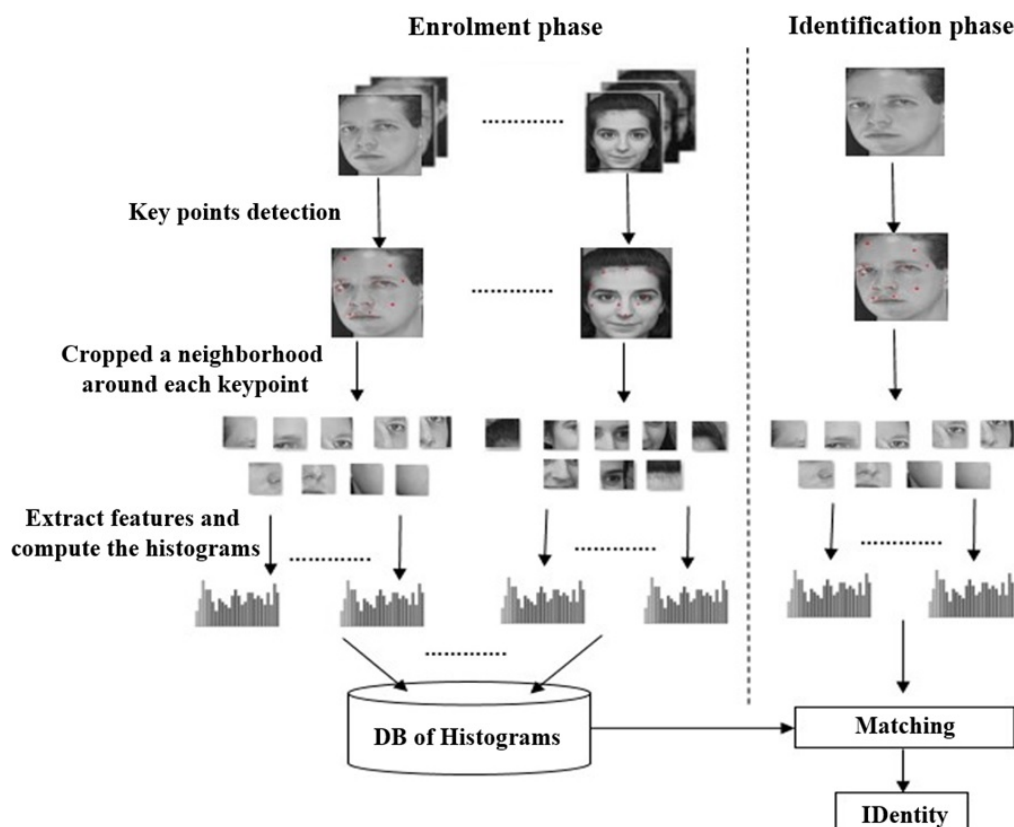 Enrolment phase
Identification phase
Key points detection
Cropped a neighborhood
around each keypoint
Extract features and
compute the histograms
DB of Histograms
Matching
IDentity